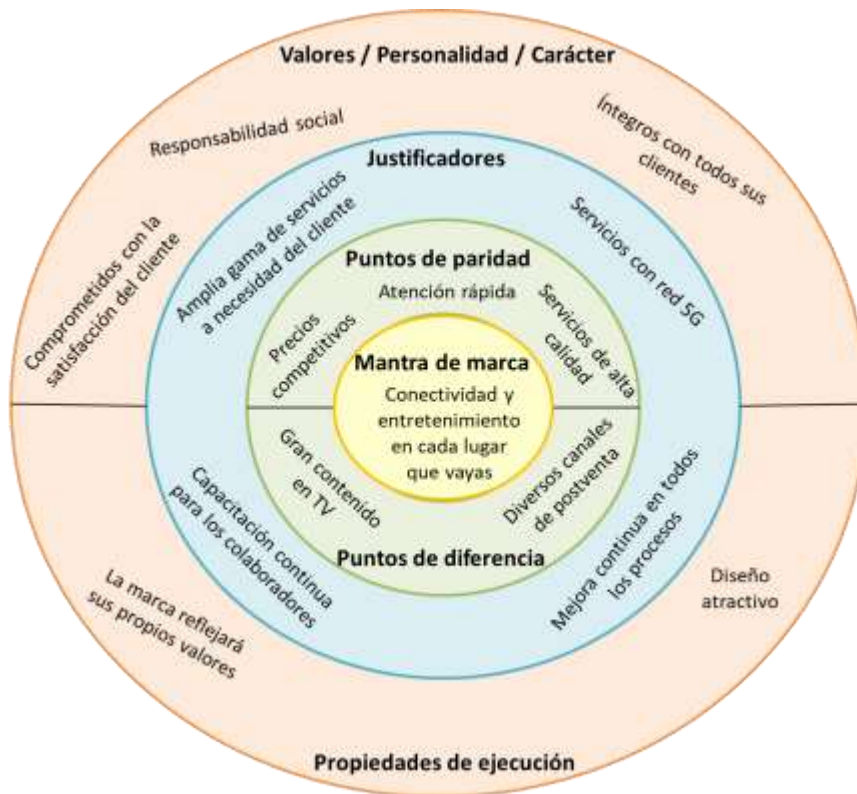 Valores / Personalidad / Carácter
Responsabilidad social
Íntegros con todos sus
clientes
Comprometidos con la
satisfacción del cliente
Justificadores
Amplia gama de servicios
a necesidad del cliente
Servicios con red 5G
Puntos de paridad
Atención rápida
Precios
competitivos
Servicios de alta
calidad
Mantra de marca
Conectividad y
entretenimiento
en cada lugar
que vayas
Gran contenido
en TV
Diversos canales
de postventa
Puntos de diferencia
Capacitación continua
para los colaboradores
Mejora continua en todos
los procesos
La marca reflejará
sus propios valores
Diseño
atractivo
Propiedades de ejecución